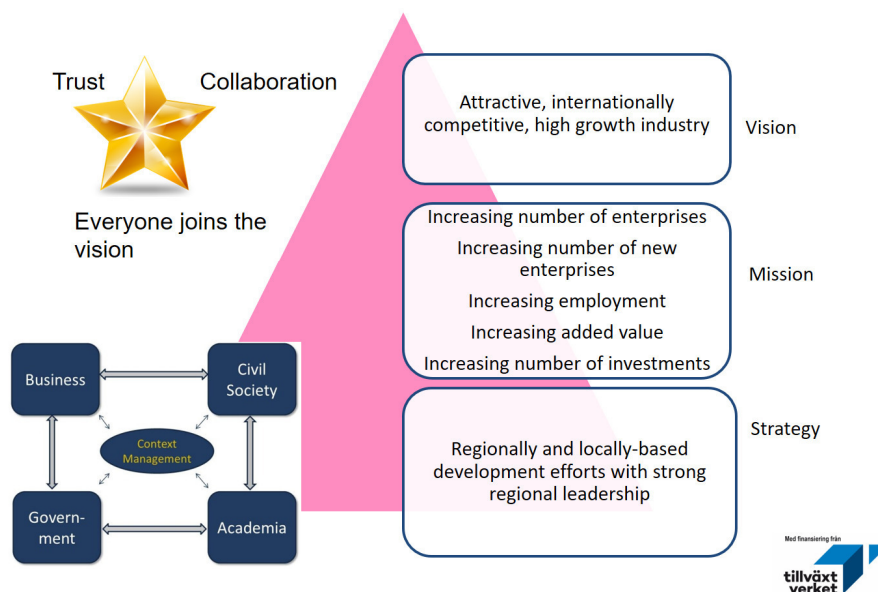 Trust
Collaboration
Everyone joins the
vision
Attractive, internationally
competitive, high growth industry
Vision
Increasing number of enterprises
Increasing number of new
enterprises
Increasing employment
Increasing added value
Increasing number of investments
Mission
Regionally and locally-based
development efforts with strong
regional leadership
Strategy
Business
Civil
Society
Context
Management
Govern-
ment
Academia
Med finansiering från
tillväxt
verket